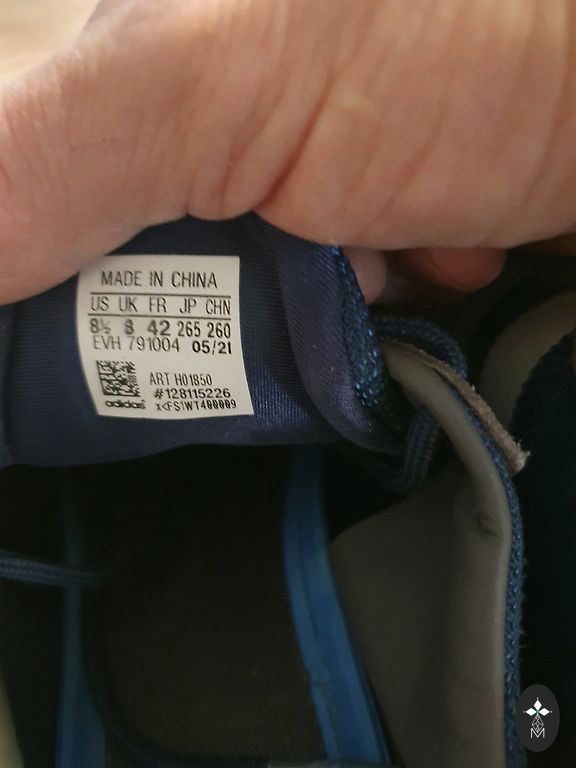 MADE IN CHINA
US UK FR JP CHN
8½ 8 42 265 260
EVH 791004 05/21
ART H01850
#128115226
adidas
x<FS1WT400009
M